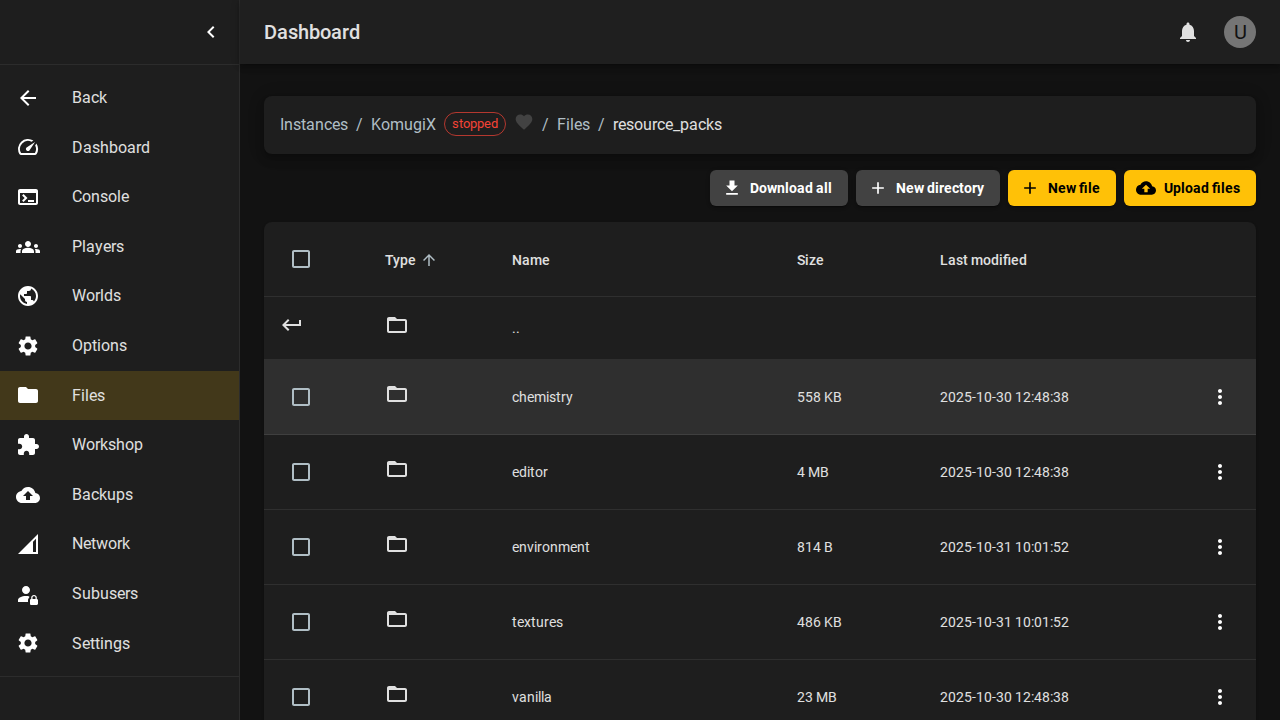 Dashboard
U
Back
Dashboard
Console
Players
Worlds
Options
Files
Workshop
Backups
Network
Subusers
Settings
Instances / KomugiX stopped / Files / resource_packs
Download all
New directory
New file
Upload files
Type Name Size Last modified
..
chemistry 558 KB 2025-10-30 12:48:38
editor 4 MB 2025-10-30 12:48:38
environment 814 B 2025-10-31 10:01:52
textures 486 KB 2025-10-31 10:01:52
vanilla 23 MB 2025-10-30 12:48:38